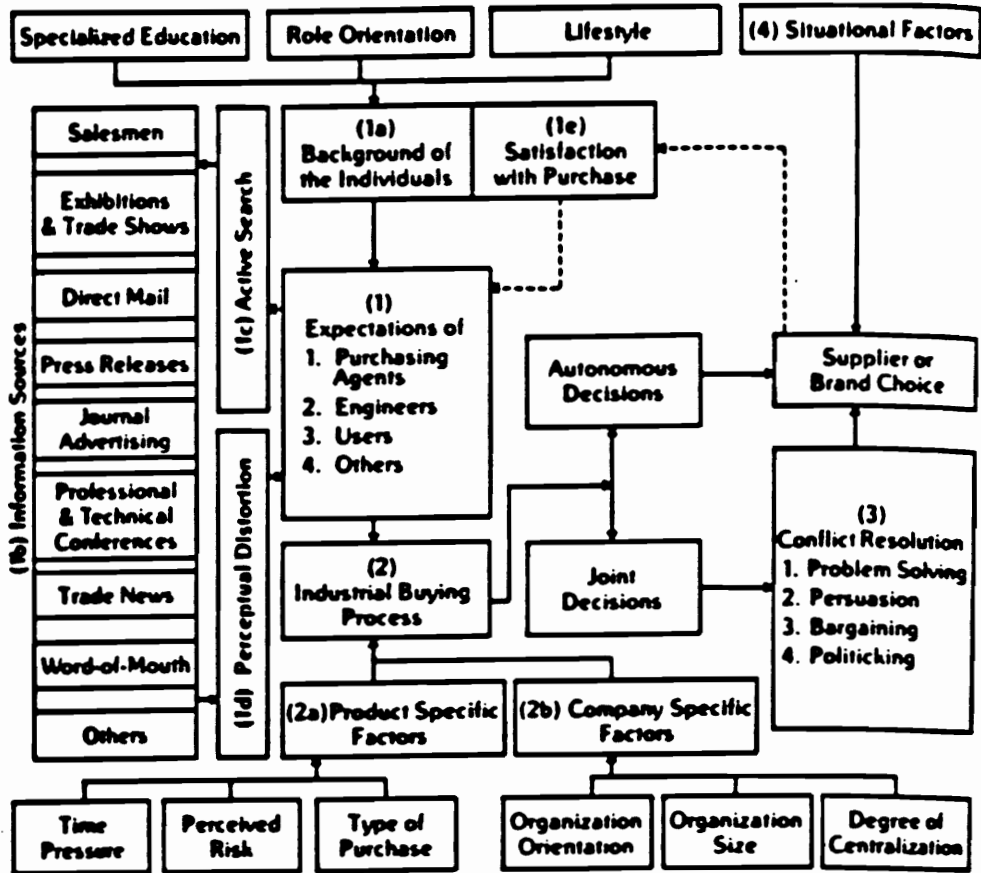 Specialized Education
Role Orientation
Lifestyle
(4) Situational Factors
(1b) Information Sources
Salesmen
Exhibitions
& Trade Shows
Direct Mail
Press Releases
Journal
Advertising
Professional
& Technical
Conferences
Trade News
Word-of-Mouth
Others
(1c) Active Search
(1d) Perceptual Distortion
(1a)
Background of
the Individuals
(1e)
Satisfaction
with Purchase
(1)
Expectations of
1. Purchasing
Agents
2. Engineers
3. Users
4. Others
(2)
Industrial Buying
Process
Autonomous
Decisions
Joint
Decisions
Supplier or
Brand Choice
(3)
Conflict Resolution
1. Problem Solving
2. Persuasion
3. Bargaining
4. Politicking
(2a) Product Specific
Factors
(2b) Company Specific
Factors
Time
Pressure
Perceived
Risk
Type of
Purchase
Organization
Orientation
Organization
Size
Degree of
Centralization